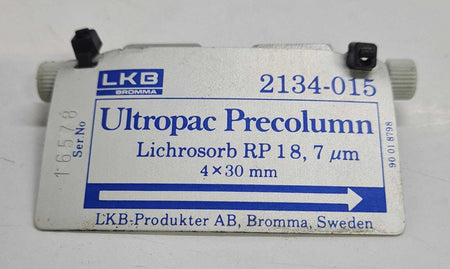 LKB
BROMMA
2134-015
Ultropac Precolumn
Lichrosorb RP 18, 7 µm
4×30 mm
LKB-Produkter AB, Bromma, Sweden
Ser.No 16578
90 01 8798